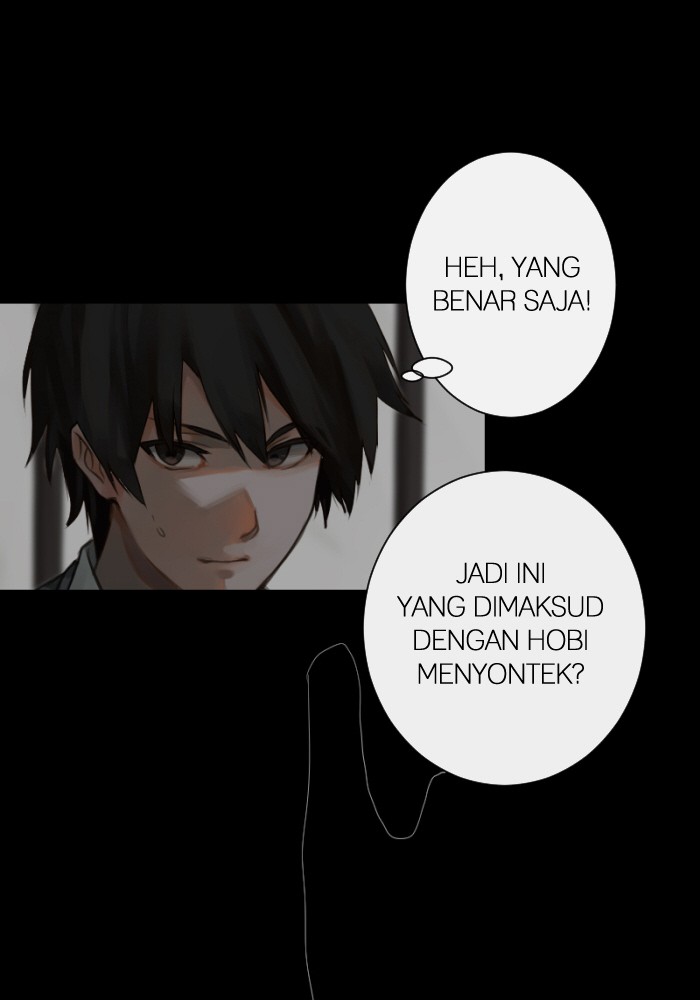 HEH, YANG
BENAR SAJA!
JADI INI
YANG DIMAKSUD
DENGAN HOBI
MENYONTEK?